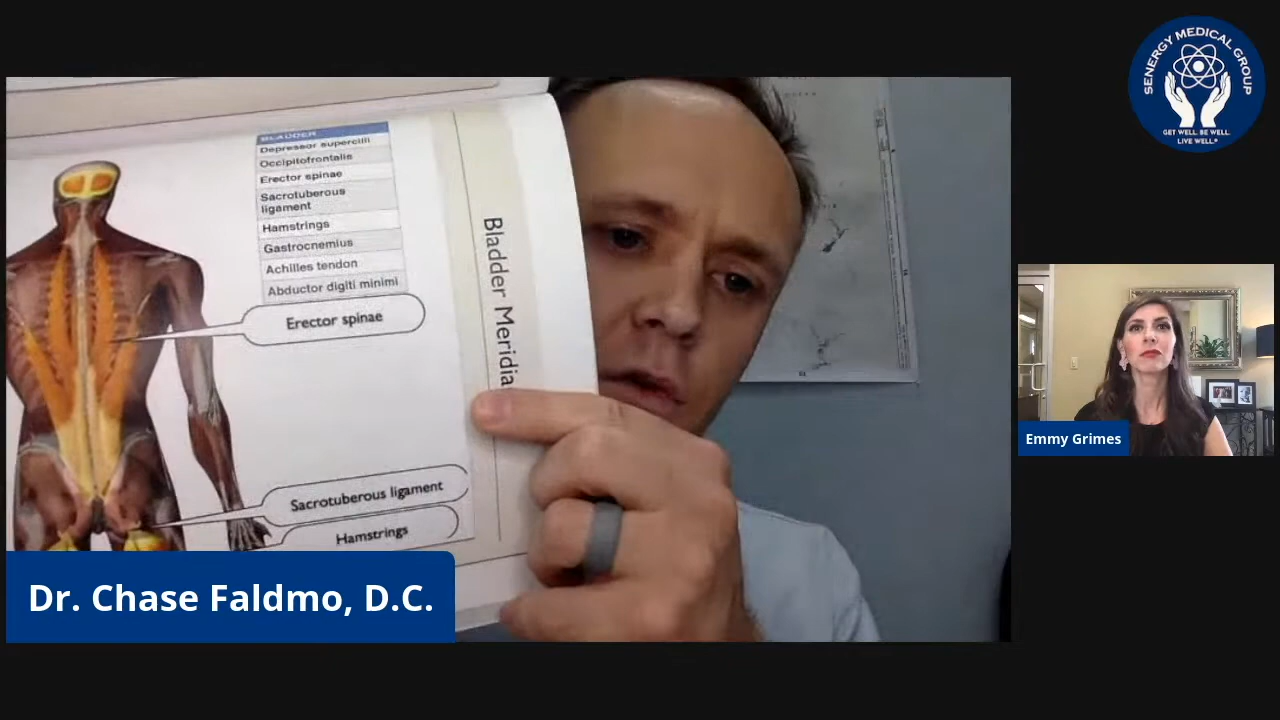 SENERGY MEDICAL GROUP
GET WELL. BE WELL.
LIVE WELL.®
BLADDER
Depressor supercilii
Occipitofrontalis
Erector spinae
Sacrotuberous
ligament
Hamstrings
Gastrocnemius
Achilles tendon
Abductor digiti minimi
Erector spinae
Bladder Meridia
Sacrotuberous ligament
Hamstrings
Emmy Grimes
Dr. Chase Faldmo, D.C.